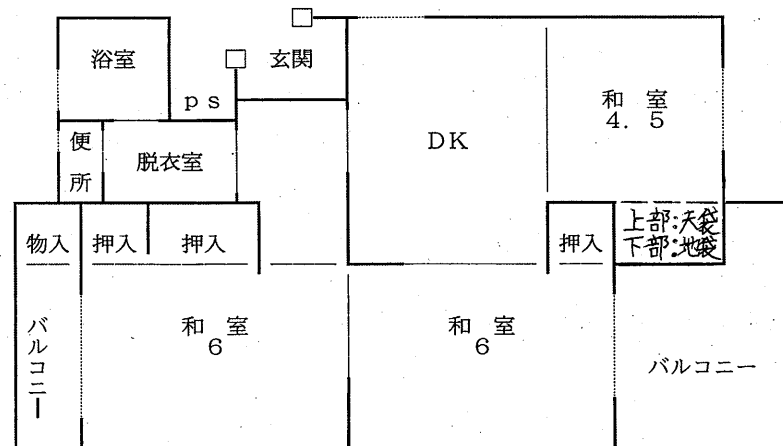 浴室
玄関
ps
和室
4.5
DK
便所
脱衣室
物入
押入
押入
押入
上部:天袋
下部:地袋
和室
6
和室
6
バルコニー
バルコニー